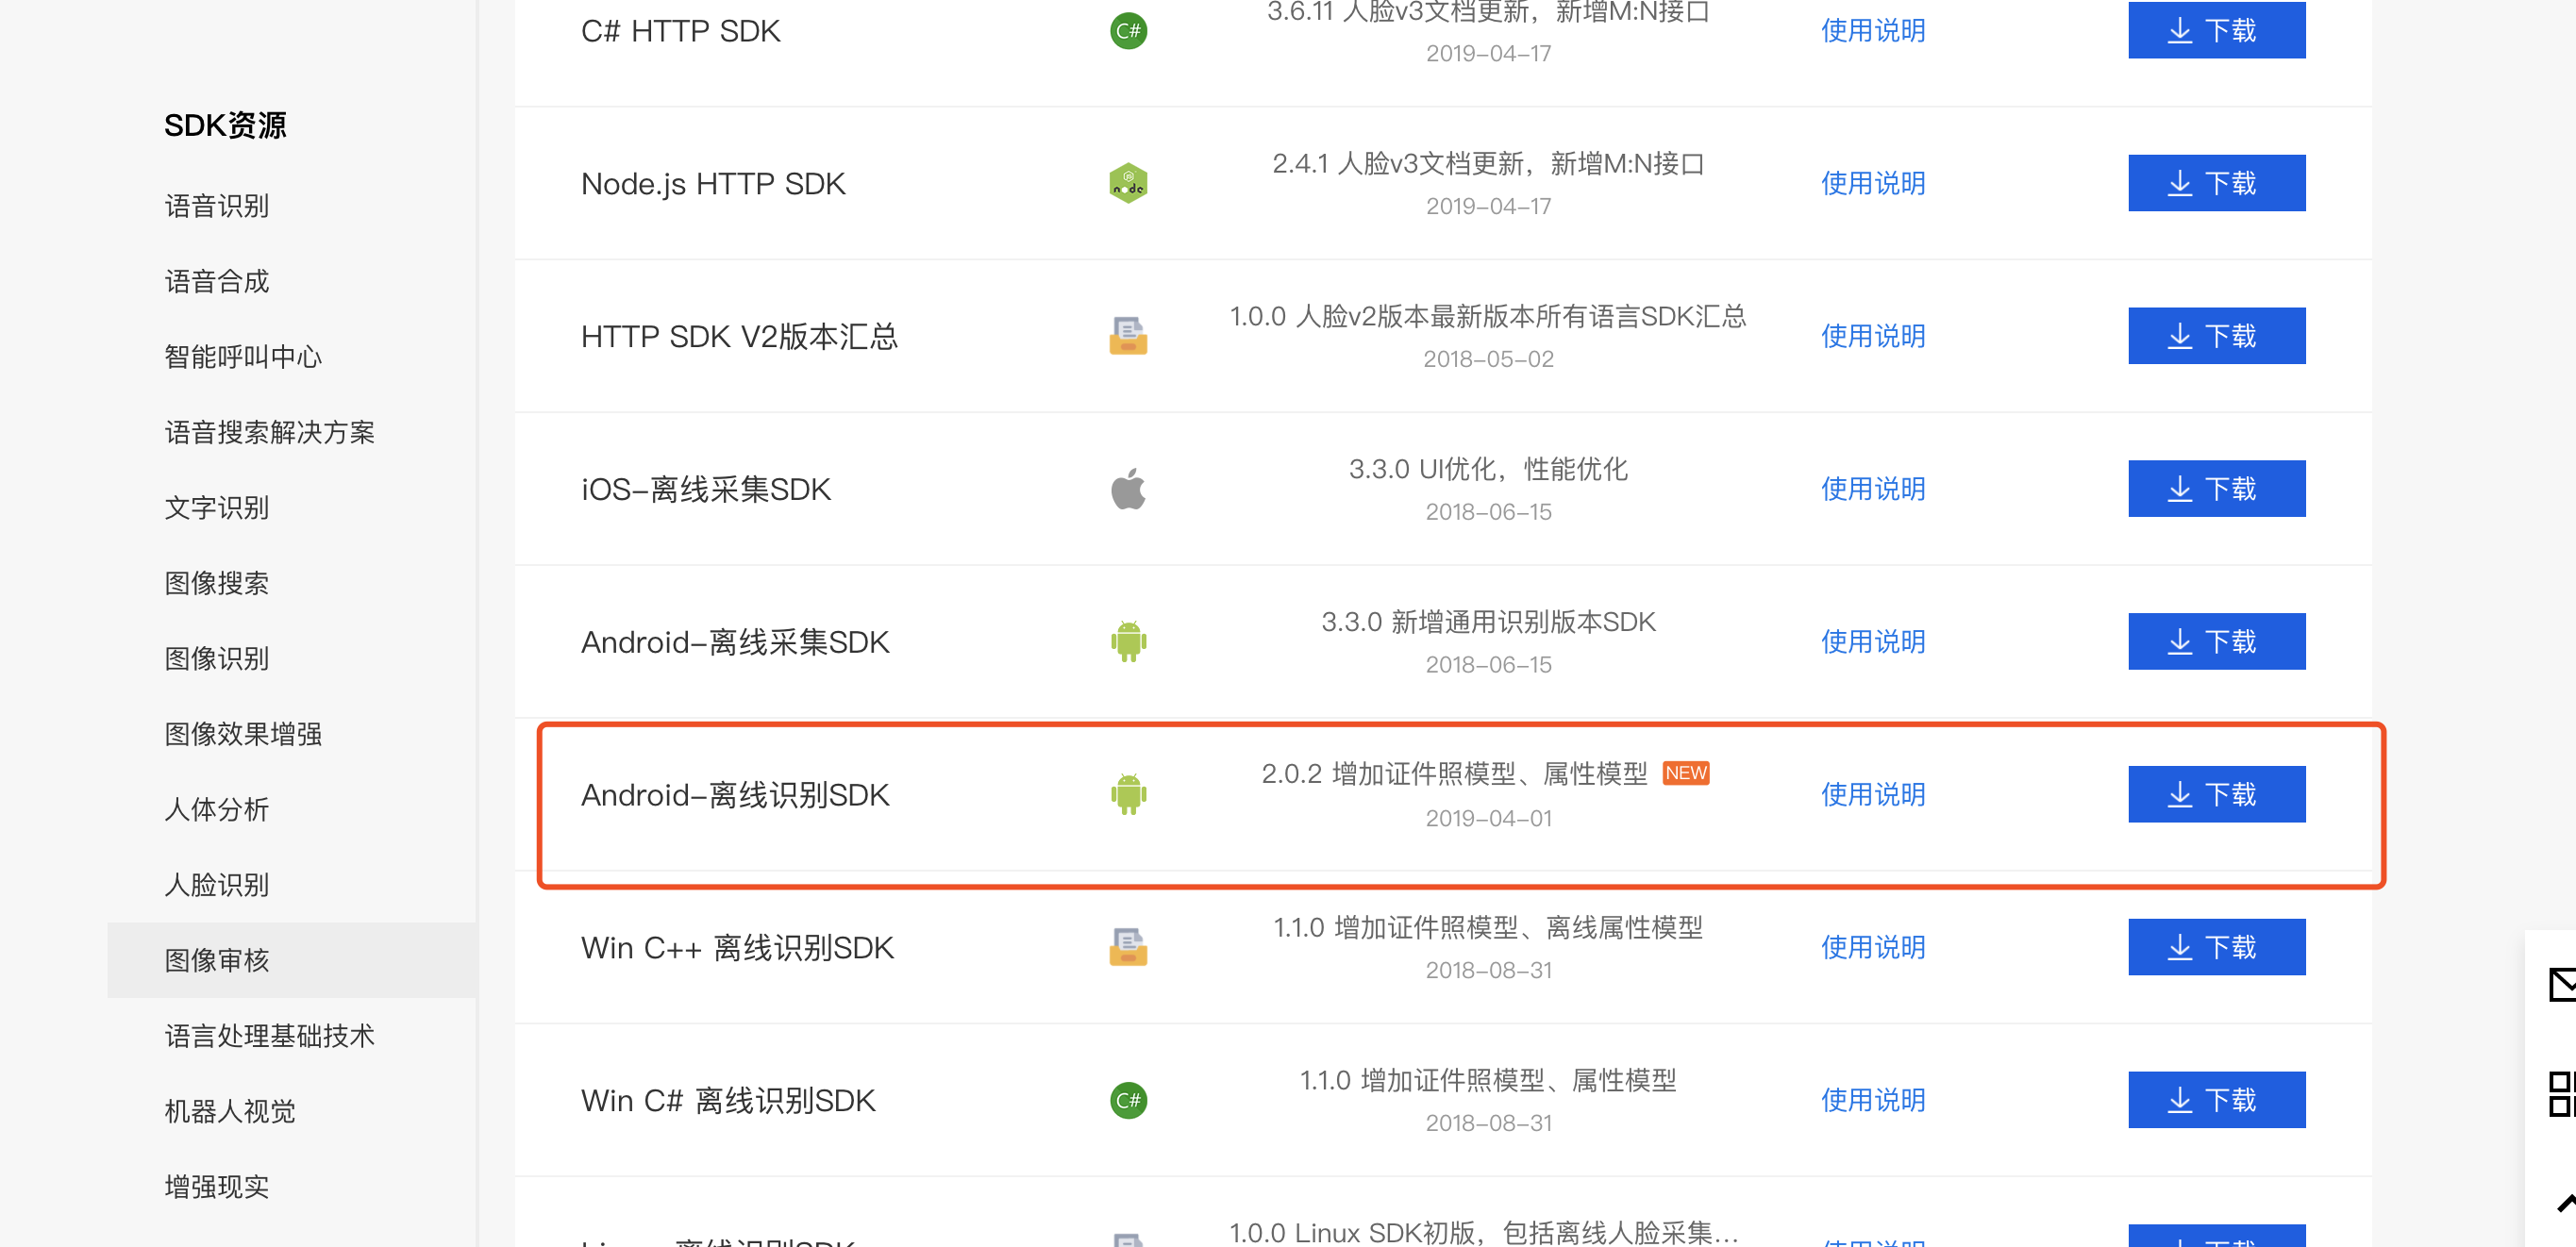 SDK资源
语音识别
语音合成
智能呼叫中心
语音搜索解决方案
文字识别
图像搜索
图像识别
图像效果增强
人体分析
人脸识别
图像审核
语言处理基础技术
机器人视觉
增强现实
C# HTTP SDK
C#
3.6.11 人脸v3文档更新，新增M:N接口
2019-04-17
使用说明
下载
Node.js HTTP SDK
node
2.4.1 人脸v3文档更新，新增M:N接口
2019-04-17
使用说明
下载
HTTP SDK V2版本汇总
1.0.0 人脸v2版本最新版本所有语言SDK汇总
2018-05-02
使用说明
下载
iOS-离线采集SDK
3.3.0 UI优化，性能优化
2018-06-15
使用说明
下载
Android-离线采集SDK
3.3.0 新增通用识别版本SDK
2018-06-15
使用说明
下载
Android-离线识别SDK
2.0.2 增加证件照模型、属性模型 NEW
2019-04-01
使用说明
下载
Win C++ 离线识别SDK
1.1.0 增加证件照模型、离线属性模型
2018-08-31
使用说明
下载
Win C# 离线识别SDK
C#
1.1.0 增加证件照模型、属性模型
2018-08-31
使用说明
下载
离线识别SDK
1.0.0 Linux SDK初版，包括离线人脸采集...
使用说明
下载